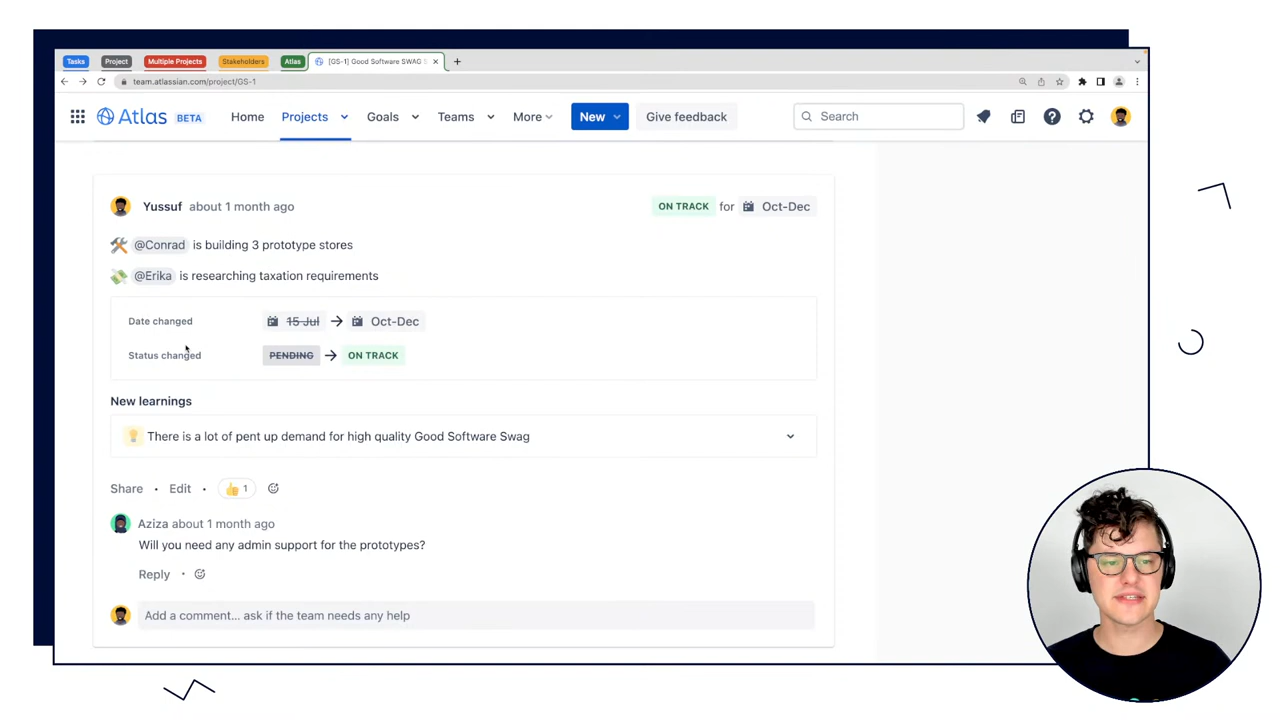 Tasks Project Multiple Projects Stakeholders Atlas [GS-1] Good Software SWAG
team.atlassian.com/project/GS-1
Atlas BETA Home Projects Goals Teams More New Give feedback Search
Yussuf about 1 month ago ON TRACK for Oct-Dec
@Conrad is building 3 prototype stores
@Erika is researching taxation requirements
Date changed 15 Jul → Oct-Dec
Status changed PENDING → ON TRACK
New learnings
There is a lot of pent up demand for high quality Good Software Swag
Share • Edit • 👍 1
Aziza about 1 month ago
Will you need any admin support for the prototypes?
Reply •
Add a comment... ask if the team needs any help